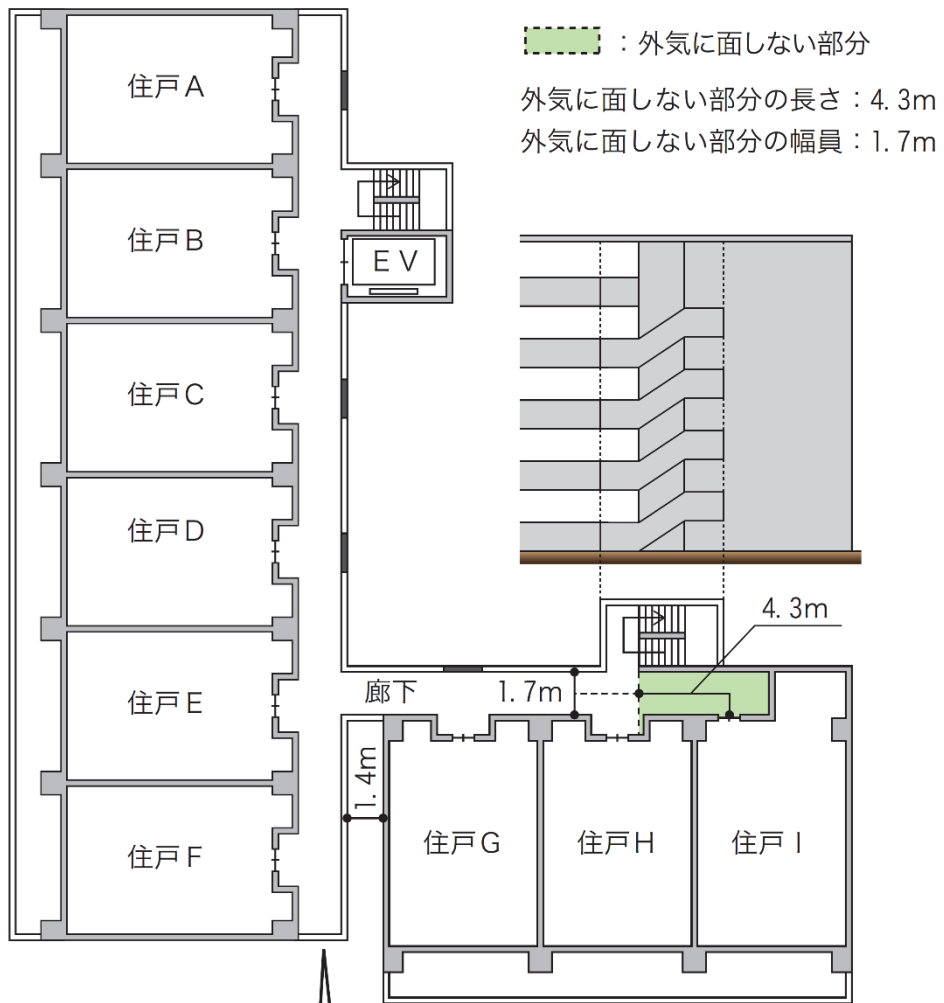 ：外気に面しない部分
外気に面しない部分の長さ：4.3m
外気に面しない部分の幅員：1.7m
住戸A
住戸B
EV
住戸C
住戸D
4.3m
住戸E
廊下
1.7m
1.4m
住戸F
住戸G
住戸H
住戸I